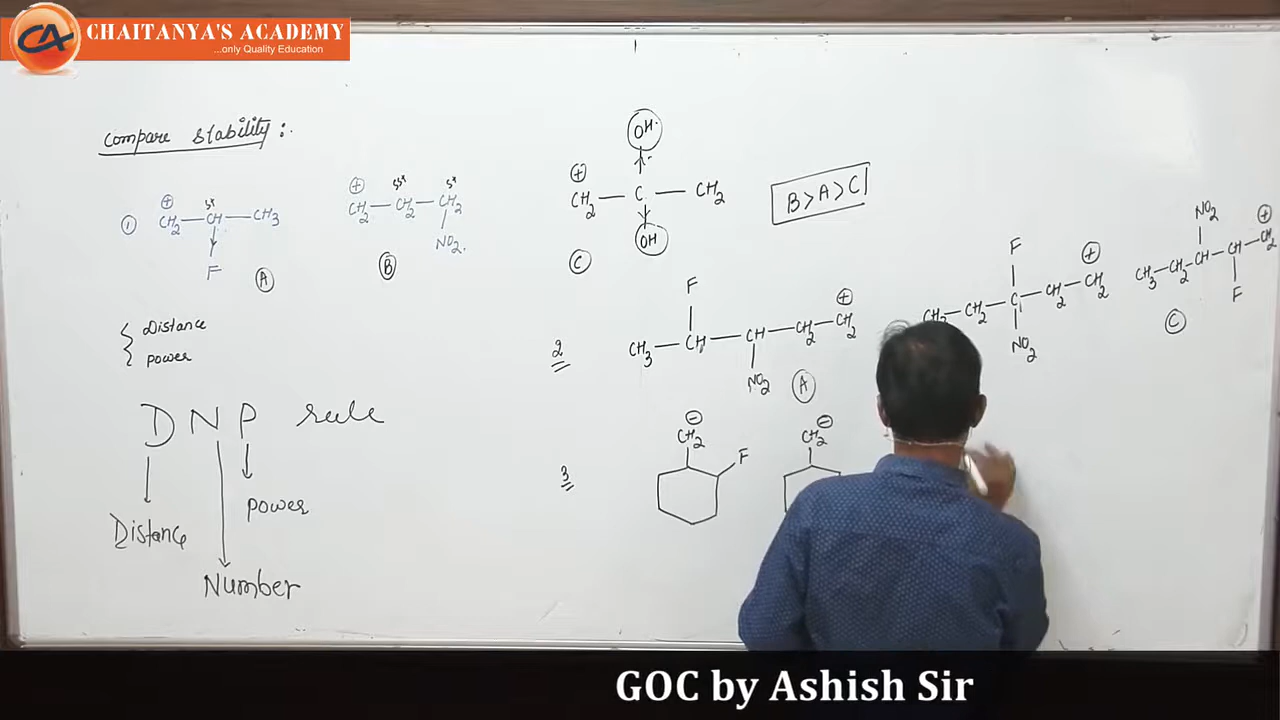 CHAITANYA'S ACADEMY
...only Quality Education
CA
Compare Stability :.
① ⊕ CH₂ — CH — CH₃
F
Ⓐ
⊕ CH₂ — CH₂ — CH₂
NO₂.
Ⓑ
OH
⊕ CH₂ — C — CH₂
OH
Ⓒ
B > A > C
Distance
power
D N P rule
Distance
Number
power
2
F
CH₃ — CH — CH — CH₂ — CH₂ ⊕
NO₂
Ⓐ
F
CH₂ — C — CH₂ — CH₂ ⊕
NO₂
NO₂
CH₃ — CH₂ — CH — CH — CH₂ ⊕
F
Ⓒ
3
⊖
CH₂
F
⊖
CH₂
GOC by Ashish Sir